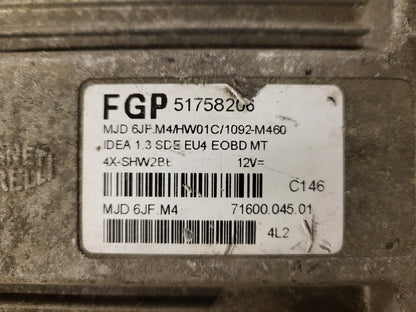 FGP 51758206
MJD 6JF.M4/HW01C/1092-M460
IDEA 1.3 SDE EU4 EOBD MT
4X-SHW2BE 12V=
C146
MJD 6JF.M4 71600.045.01
4L2